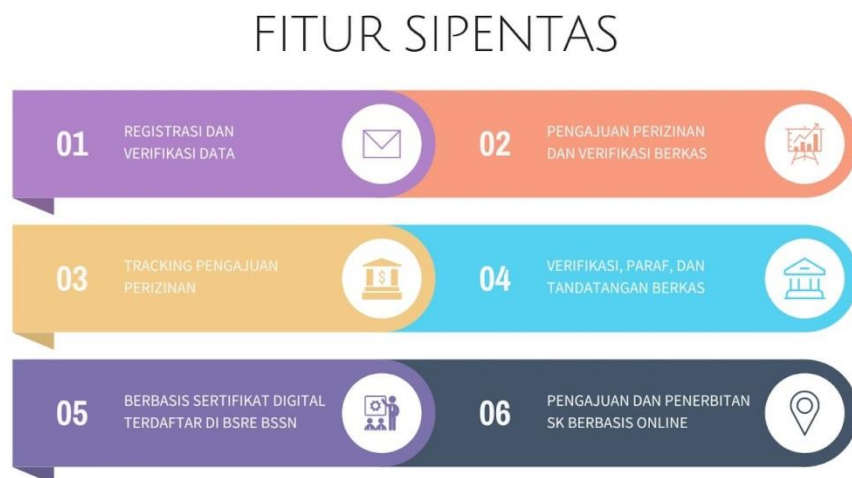 FITUR SIPENTAS
01
REGISTRASI DAN
VERIFIKASI DATA
02
PENGAJUAN PERIZINAN
DAN VERIFIKASI BERKAS
03
TRACKING PENGAJUAN
PERIZINAN
$
04
VERIFIKASI, PARAF, DAN
TANDATANGAN BERKAS
05
BERBASIS SERTIFIKAT DIGITAL
TERDAFTAR DI BSRE BSSN
06
PENGAJUAN DAN PENERBITAN
SK BERBASIS ONLINE